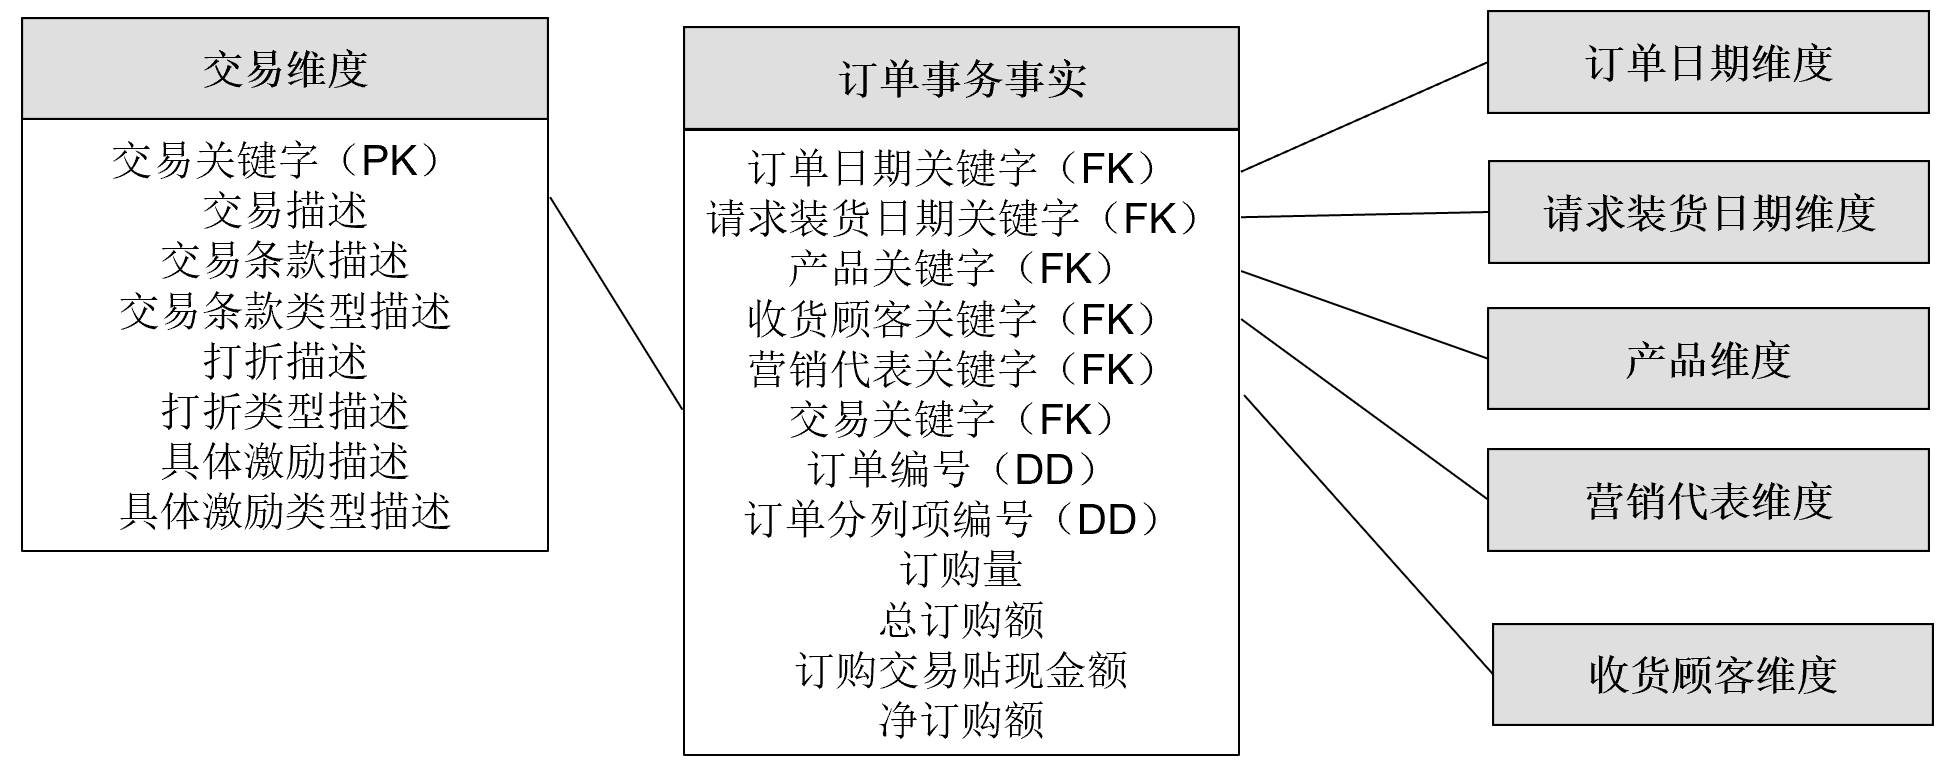 交易维度
交易关键字（PK）
交易描述
交易条款描述
交易条款类型描述
打折描述
打折类型描述
具体激励描述
具体激励类型描述
订单事务事实
订单日期关键字（FK）
请求装货日期关键字（FK）
产品关键字（FK）
收货顾客关键字（FK）
营销代表关键字（FK）
交易关键字（FK）
订单编号（DD）
订单分列项编号（DD）
订购量
总订购额
订购交易贴现金额
净订购额
订单日期维度
请求装货日期维度
产品维度
营销代表维度
收货顾客维度